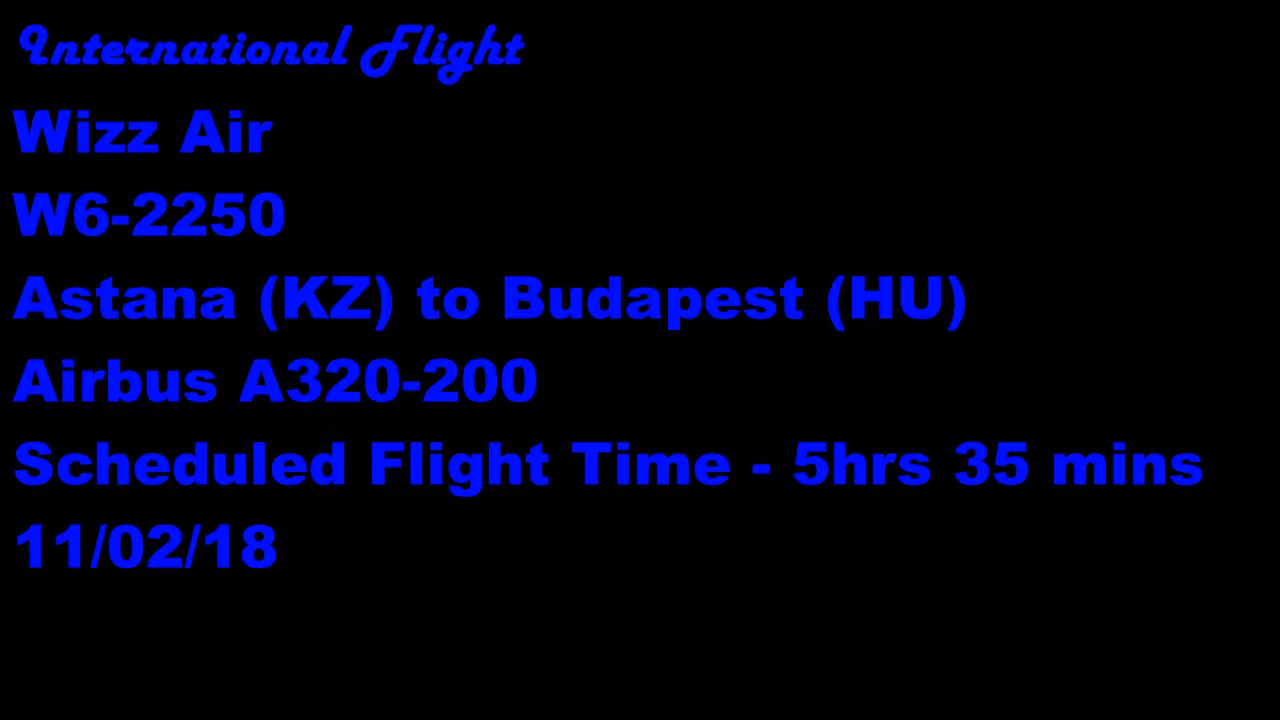 International Flight
Wizz Air
W6-2250
Astana (KZ) to Budapest (HU)
Airbus A320-200
Scheduled Flight Time - 5hrs 35 mins
11/02/18